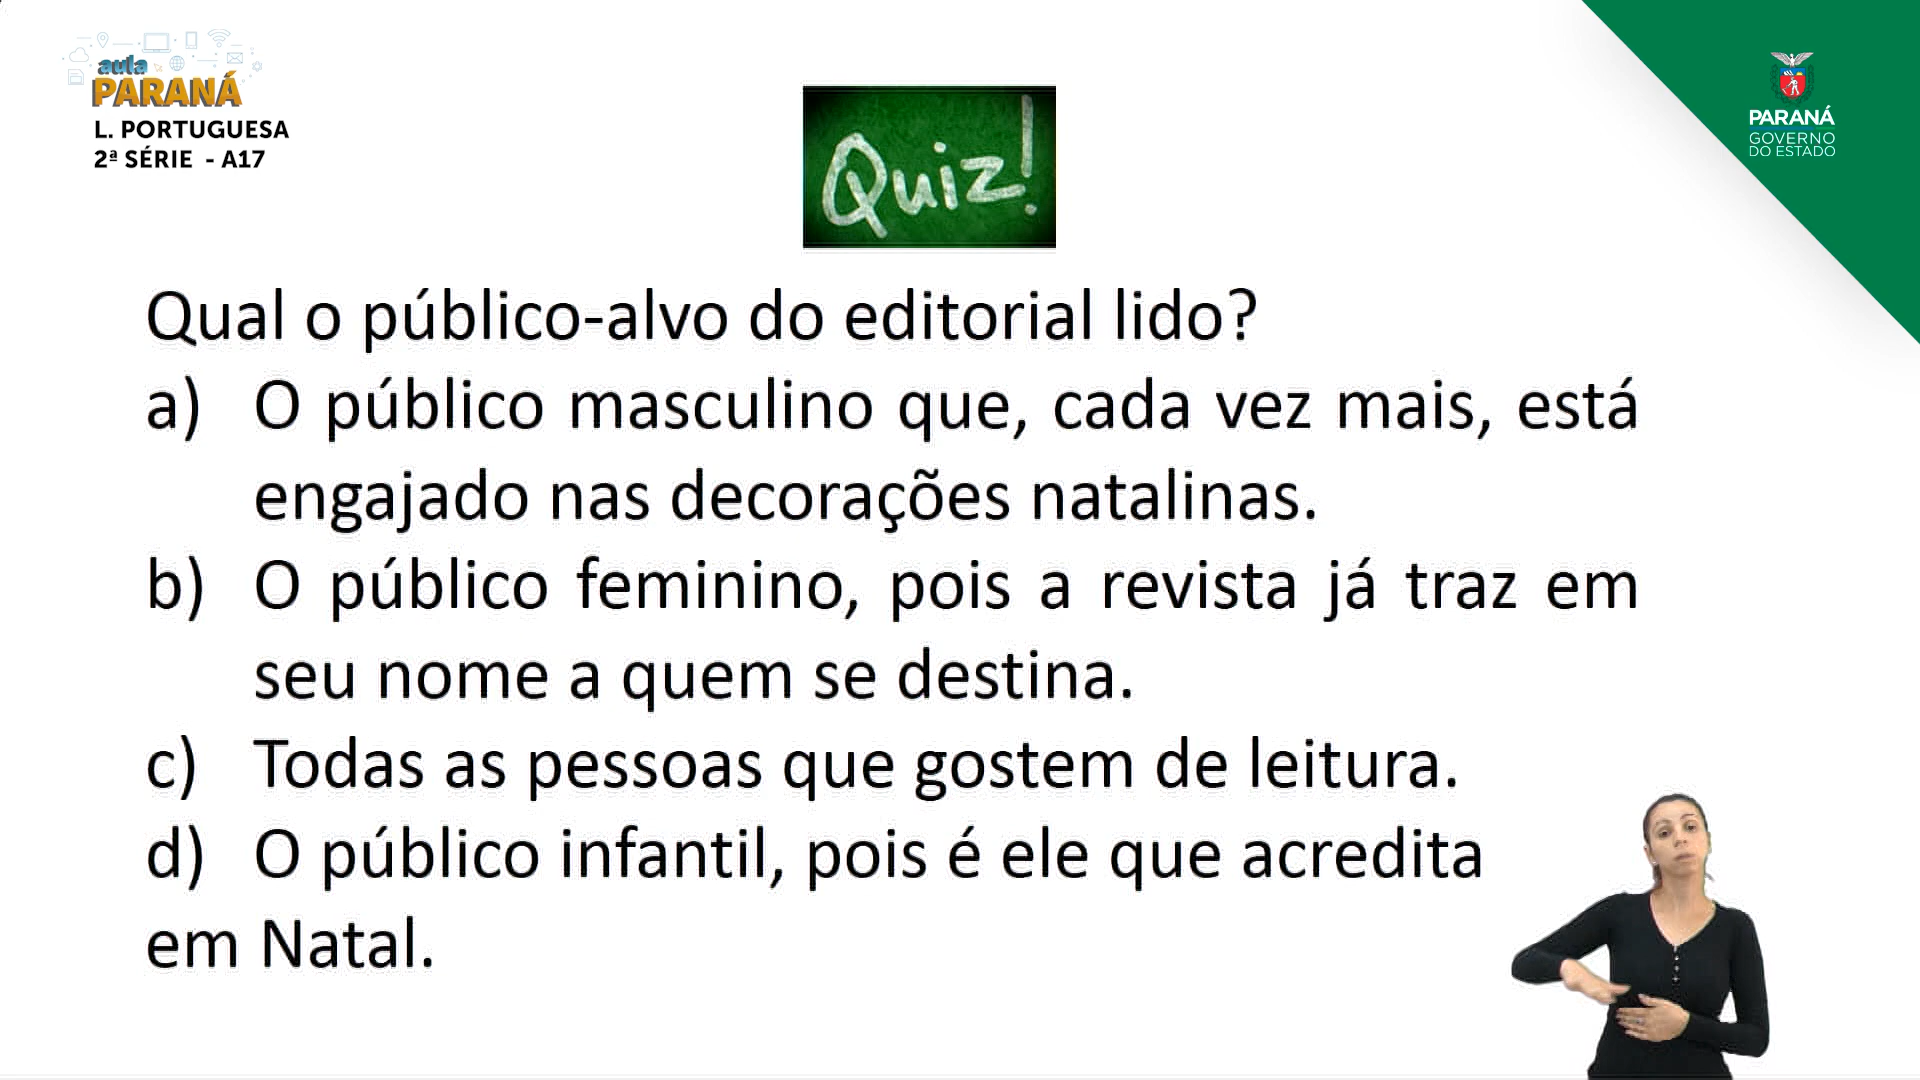 aula
PARANÁ
L. PORTUGUESA
2ª SÉRIE - A17
Quiz!
PARANÁ
GOVERNO
DO ESTADO
Qual o público-alvo do editorial lido?
a) O público masculino que, cada vez mais, está
engajado nas decorações natalinas.
b) O público feminino, pois a revista já traz em
seu nome a quem se destina.
c) Todas as pessoas que gostem de leitura.
d) O público infantil, pois é ele que acredita
em Natal.